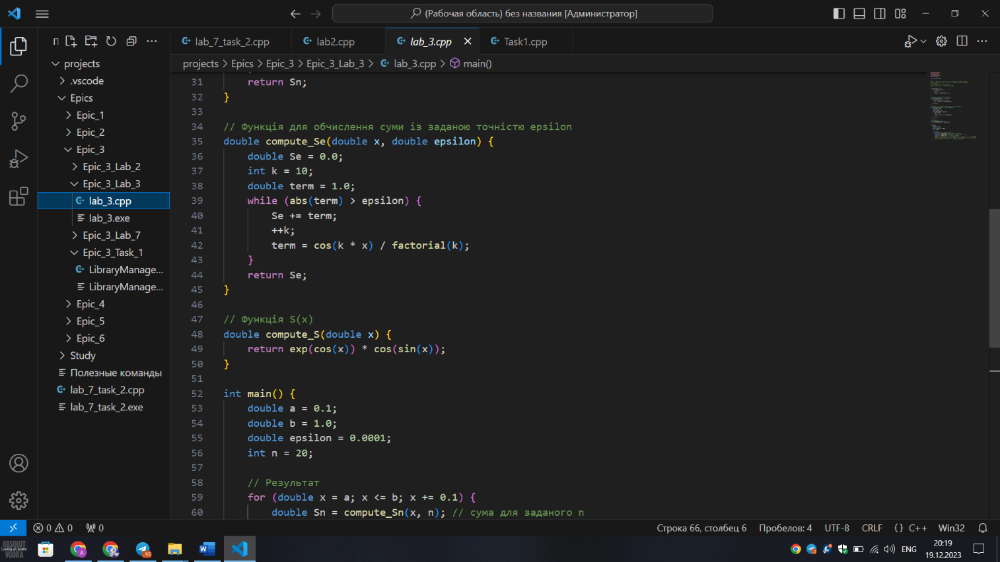 (Рабочая область) без названия [Администратор]
П
lab_7_task_2.cpp
lab2.cpp
lab_3.cpp
Task1.cpp
projects > Epics > Epic_3 > Epic_3_Lab_3 > lab_3.cpp > main()
projects
.vscode
Epics
Epic_1
Epic_2
Epic_3
Epic_3_Lab_2
Epic_3_Lab_3
lab_3.cpp
lab_3.exe
Epic_3_Lab_7
Epic_3_Task_1
LibraryManage...
LibraryManage...
Epic_4
Epic_5
Epic_6
Study
Полезные команды
lab_7_task_2.cpp
lab_7_task_2.exe
31 return Sn;
32 }
33
34 // Функція для обчислення суми із заданою точністю epsilon
35 double compute_Se(double x, double epsilon) {
36 double Se = 0.0;
37 int k = 10;
38 double term = 1.0;
39 while (abs(term) > epsilon) {
40 Se += term;
41 ++k;
42 term = cos(k * x) / factorial(k);
43 }
44 return Se;
45 }
46
47 // Функція S(x)
48 double compute_S(double x) {
49 return exp(cos(x)) * cos(sin(x));
50 }
51
52 int main() {
53 double a = 0.1;
54 double b = 1.0;
55 double epsilon = 0.0001;
56 int n = 20;
57
58 // Результат
59 for (double x = a; x <= b; x += 0.1) {
60 double Sn = compute_Sn(x, n); // сума для заданого n
0 0 0 Строка 66, столбец 6 Пробелов: 4 UTF-8 CRLF {} C++ Win32
ABSOLUT
Country of Sweden
VODKA
A
95
W
ENG
20:19
19.12.2023